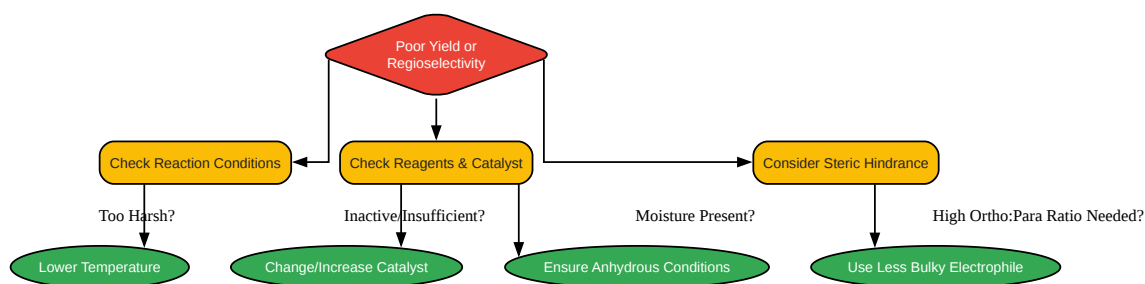 Poor Yield or
Regioselectivity
Check Reaction Conditions
Check Reagents & Catalyst
Consider Steric Hindrance
Too Harsh?
Inactive/Insufficient?
Moisture Present?
High Ortho:Para Ratio Needed?
Lower Temperature
Change/Increase Catalyst
Ensure Anhydrous Conditions
Use Less Bulky Electrophile